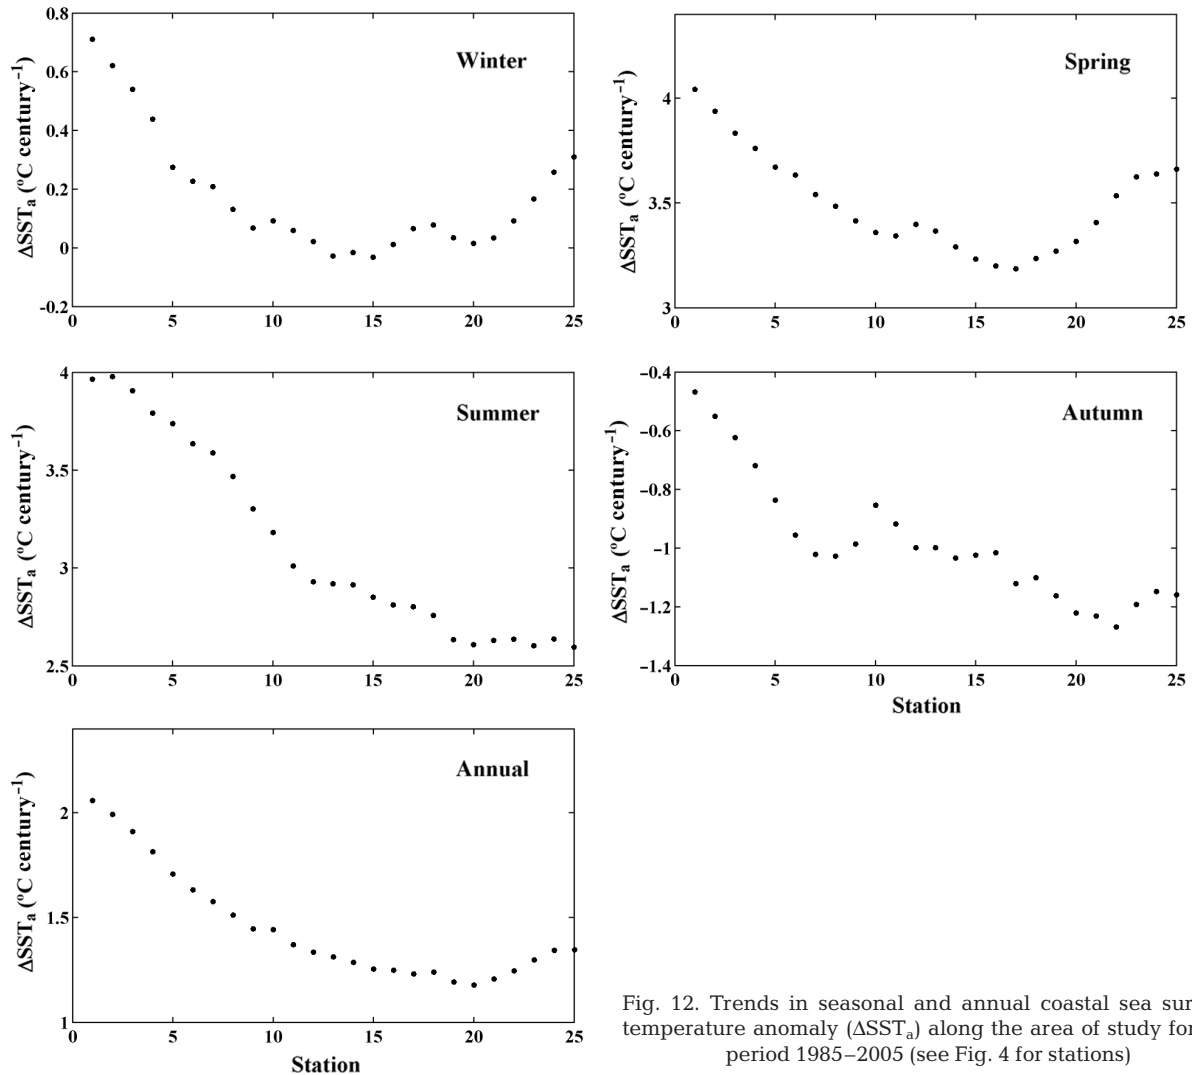 Winter
ΔSSTₐ (ºC century⁻¹)
0.8
0.6
0.4
0.2
0
-0.2
0 5 10 15 20 25
Spring
ΔSSTₐ (ºC century⁻¹)
4
3.5
3
0 5 10 15 20 25
Summer
ΔSSTₐ (ºC century⁻¹)
4
3.5
3
2.5
0 5 10 15 20 25
Autumn
ΔSSTₐ (ºC century⁻¹)
−0.4
−0.6
−0.8
−1
−1.2
−1.4
0 5 10 15 20 25
Station
Annual
ΔSSTₐ (ºC century⁻¹)
2
1.5
1
0 5 10 15 20 25
Station
Fig. 12. Trends in seasonal and annual coastal sea sur
temperature anomaly (ΔSSTₐ) along the area of study for
period 1985–2005 (see Fig. 4 for stations)